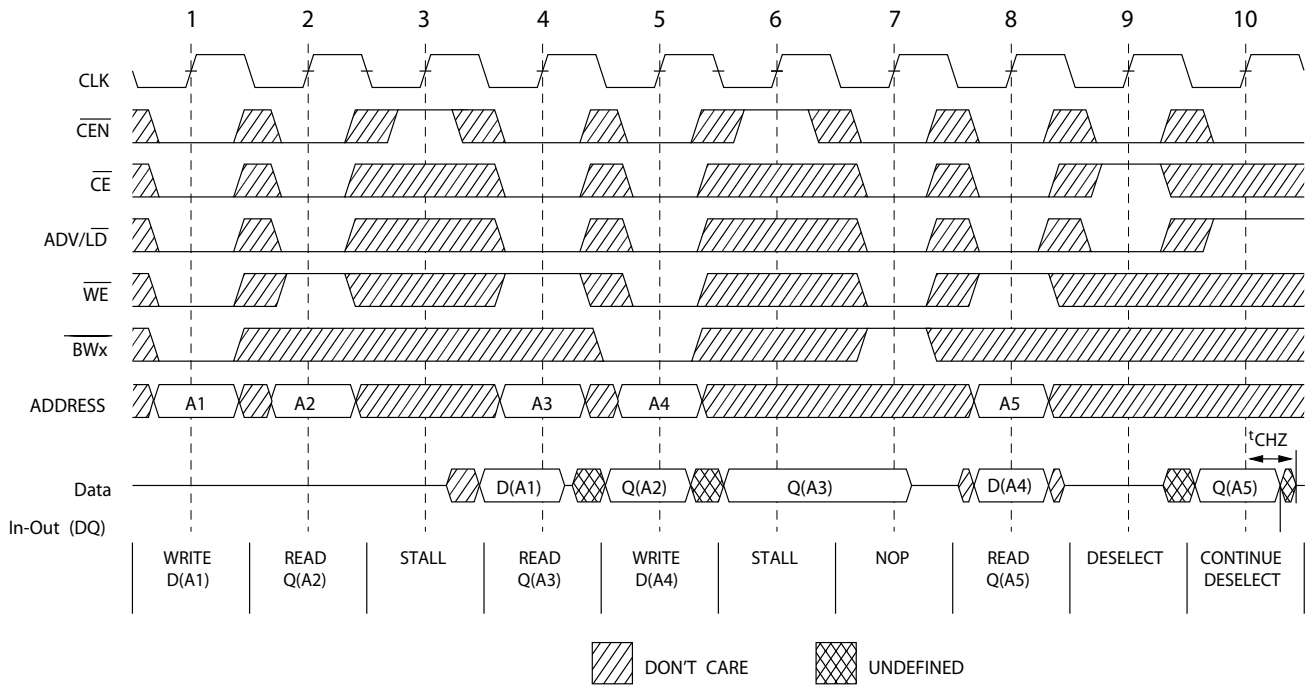 1 2 3 4 5 6 7 8 9 10
CLK
CEN
CE
ADV/LD
WE
BWx
ADDRESS A1 A2 A3 A4 A5
tCHZ
Data D(A1) Q(A2) Q(A3) D(A4) Q(A5)
In-Out (DQ)
WRITE READ STALL READ WRITE STALL NOP READ DESELECT CONTINUE
D(A1) Q(A2) Q(A3) D(A4) Q(A5) DESELECT
DON'T CARE UNDEFINED